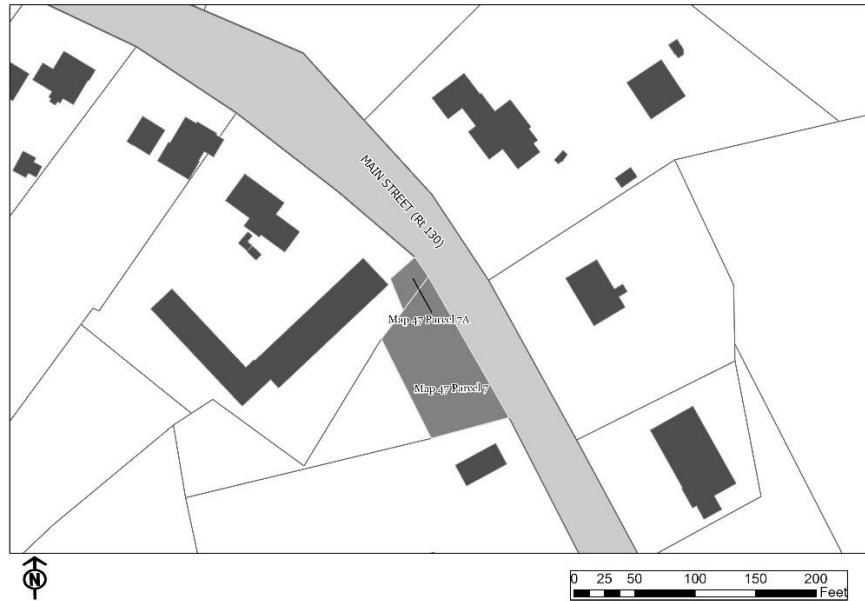 MAIN STREET (Rt 130)
Map 47 Parcel 7A
Map 47 Parcel 7
N
0 25 50 100 150 200
Feet